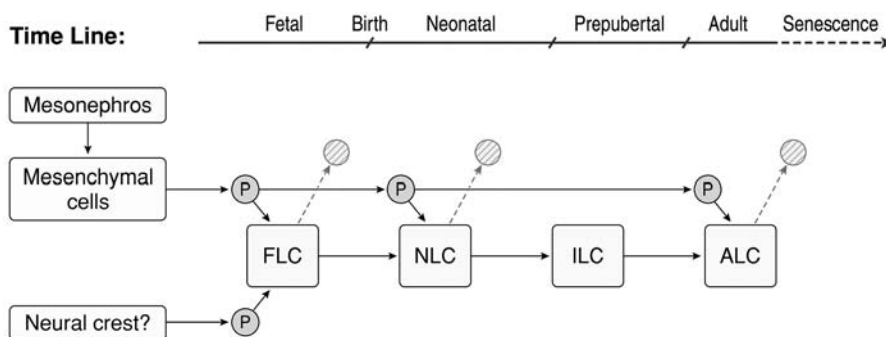 Time Line:
Fetal
Birth
Neonatal
Prepubertal
Adult
Senescence
Mesonephros
Mesenchymal
cells
P
P
P
FLC
NLC
ILC
ALC
Neural crest?
P